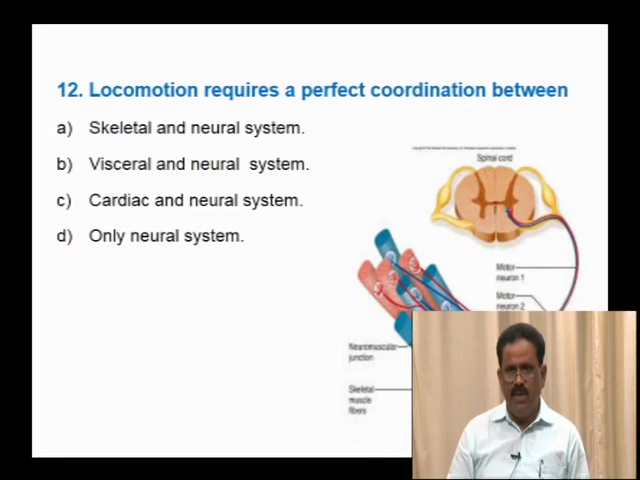 12. Locomotion requires a perfect coordination between
a) Skeletal and neural system.
b) Visceral and neural system.
c) Cardiac and neural system.
d) Only neural system.
Spinal cord
Motor
neuron 1
Motor
neuron 2
Neuromuscular
junction
Skeletal
muscle
fibers